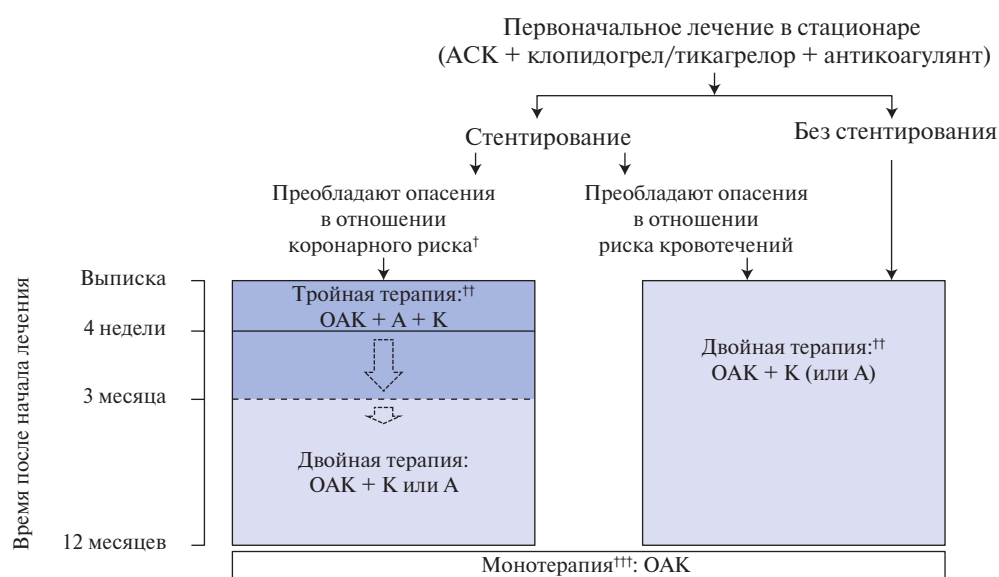 Первоначальное лечение в стационаре
(АСК + клопидогрел/тикагрелор + антикоагулянт)
Стентирование
Без стентирования
Преобладают опасения
в отношении
коронарного риска†
Преобладают опасения
в отношении
риска кровотечений
Время после начала лечения
Выписка
4 недели
3 месяца
12 месяцев
Тройная терапия:††
ОАК + А + К
Двойная терапия:
ОАК + К или А
Двойная терапия:††
ОАК + К (или А)
Монотерапия†††: ОАК